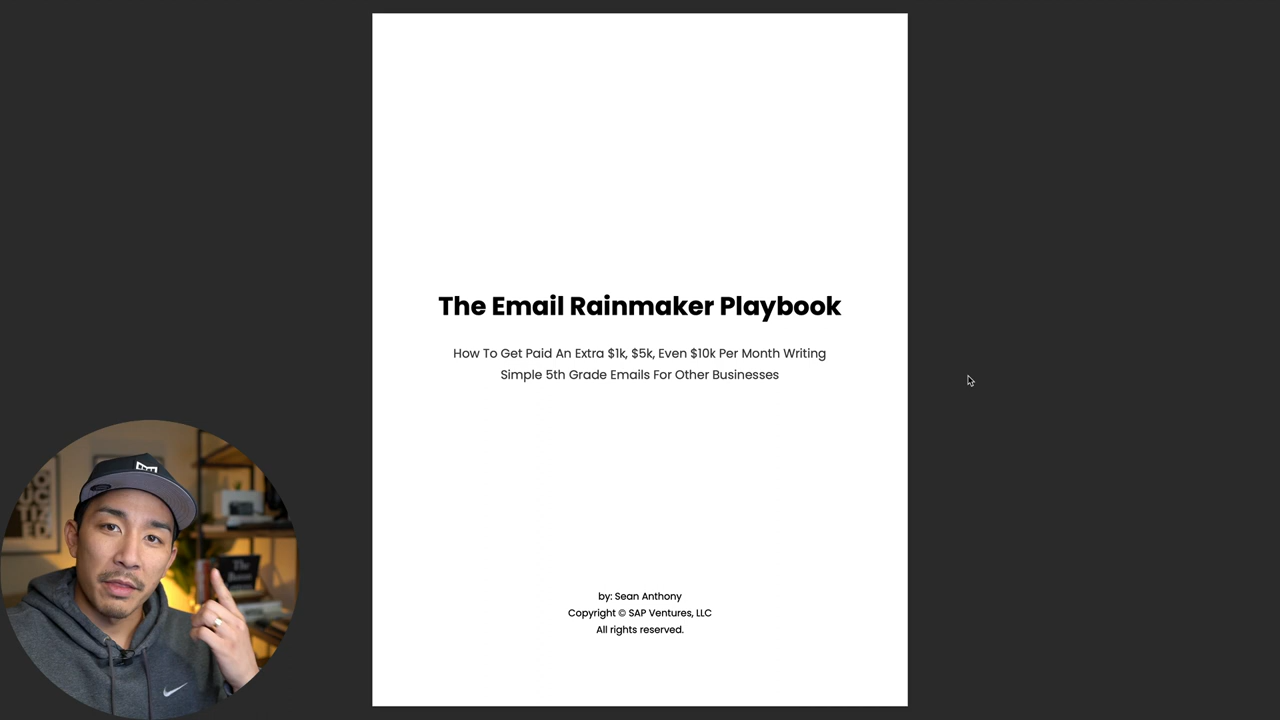 The Email Rainmaker Playbook
How To Get Paid An Extra $1k, $5k, Even $10k Per Month Writing
Simple 5th Grade Emails For Other Businesses
by: Sean Anthony
Copyright © SAP Ventures, LLC
All rights reserved.